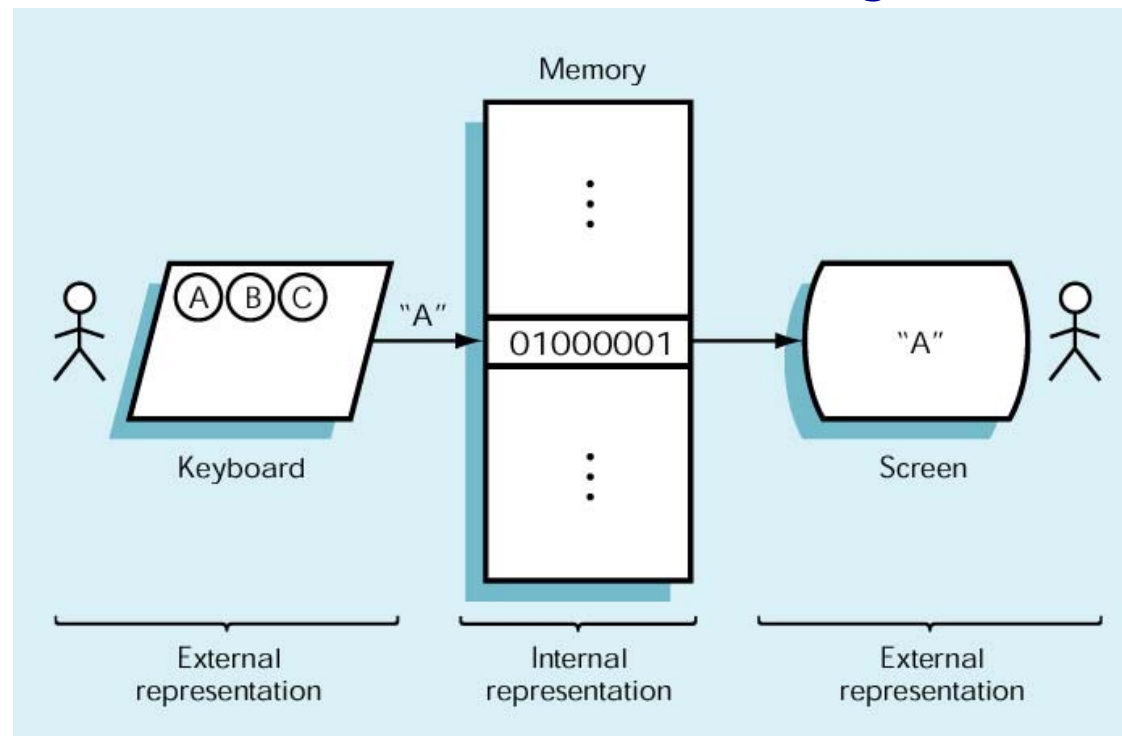 Memory
A B C
“A”
01000001
“A”
Keyboard
Screen
External
representation
Internal
representation
External
representation